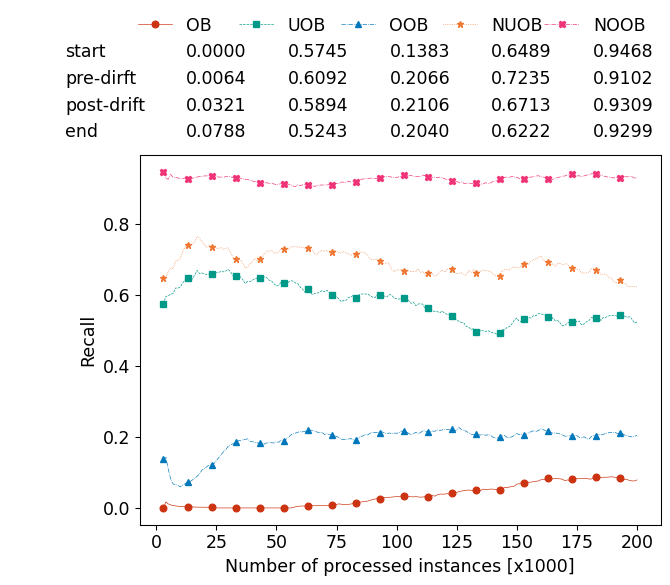 OB UOB OOB NUOB NOOB
start 0.0000 0.5745 0.1383 0.6489 0.9468
pre-dirft 0.0064 0.6092 0.2066 0.7235 0.9102
post-drift 0.0321 0.5894 0.2106 0.6713 0.9309
end 0.0788 0.5243 0.2040 0.6222 0.9299
0.8
0.6
0.4
0.2
0.0
Recall
0 25 50 75 100 125 150 175 200
Number of processed instances [x1000]